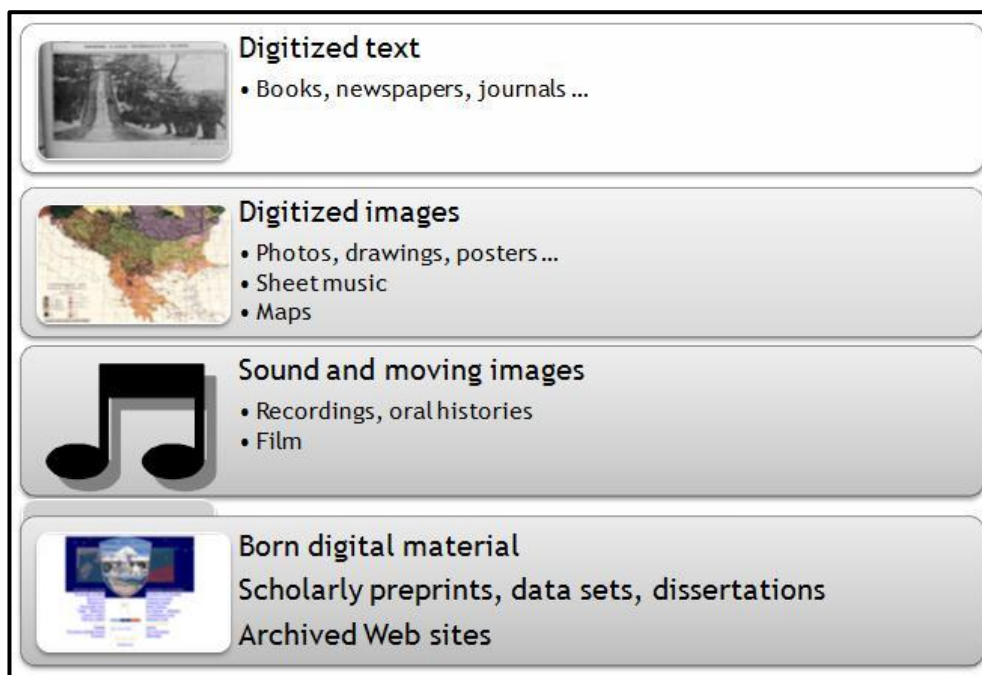 Digitized text
• Books, newspapers, journals ...
Digitized images
• Photos, drawings, posters ...
• Sheet music
• Maps
Sound and moving images
• Recordings, oral histories
• Film
Born digital material
Scholarly preprints, data sets, dissertations
Archived Web sites